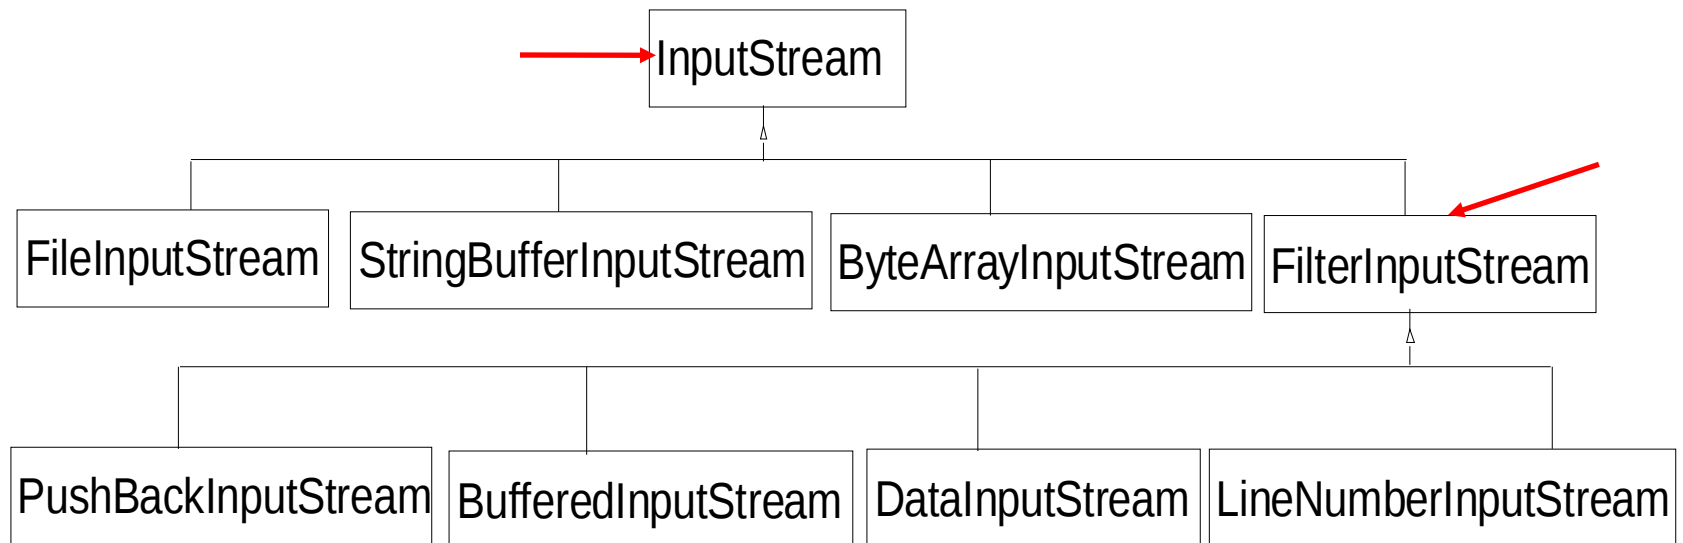 InputStream
FileInputStream
StringBufferInputStream
ByteArrayInputStream
FilterInputStream
PushBackInputStream
BufferedInputStream
DataInputStream
LineNumberInputStream